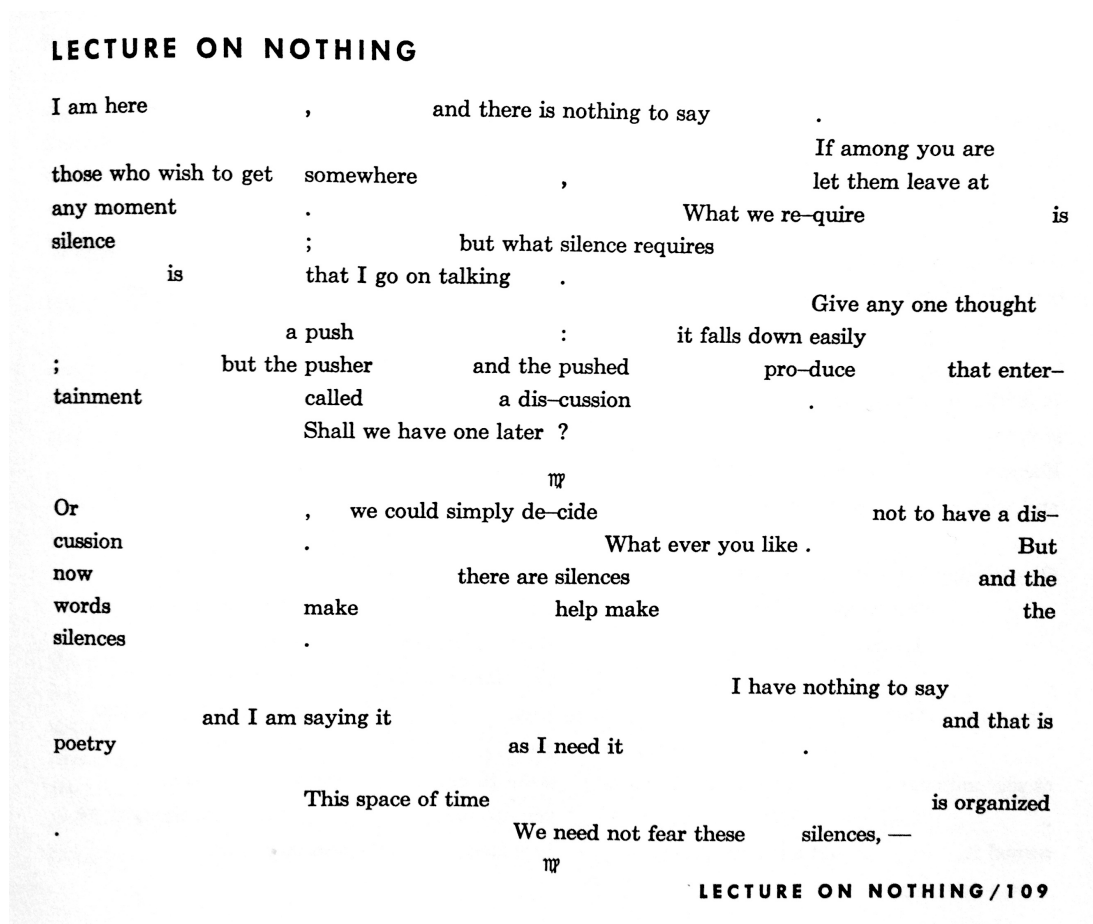 LECTURE ON NOTHING
I am here , and there is nothing to say .
If among you are
those who wish to get somewhere , let them leave at
any moment . What we re–quire is
silence ; but what silence requires
is that I go on talking .
Give any one thought
a push : it falls down easily
; but the pusher and the pushed pro–duce that enter–
tainment called a dis–cussion .
Shall we have one later ?
♍
Or , we could simply de–cide not to have a dis–
cussion . What ever you like . But
now there are silences and the
words make help make the
silences .
I have nothing to say
and I am saying it and that is
poetry as I need it .
This space of time is organized
. We need not fear these silences, —
♍
LECTURE ON NOTHING/109